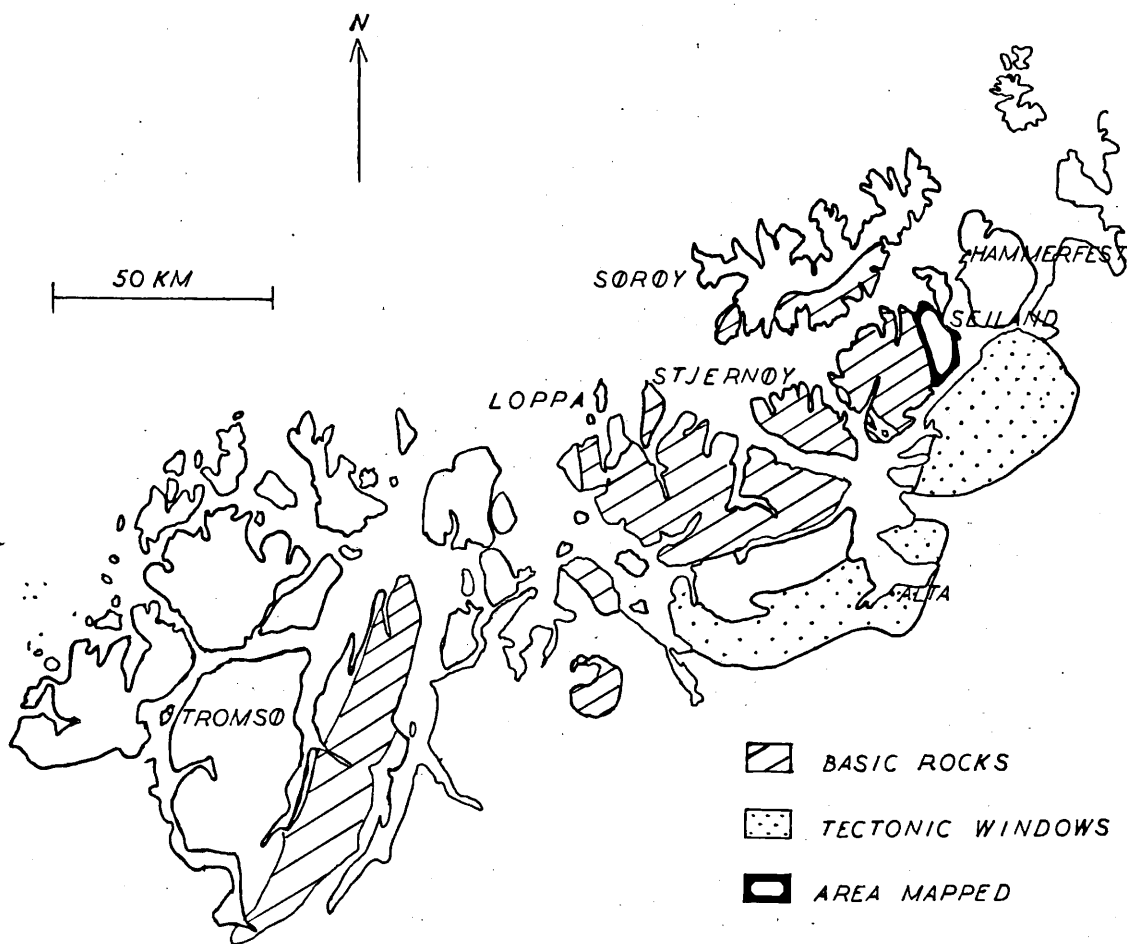 N
50 KM
SØRØY
HAMMERFEST
SEILAND
STJERNØY
LOPPA
ALTA
TROMSØ
BASIC ROCKS
TECTONIC WINDOWS
AREA MAPPED